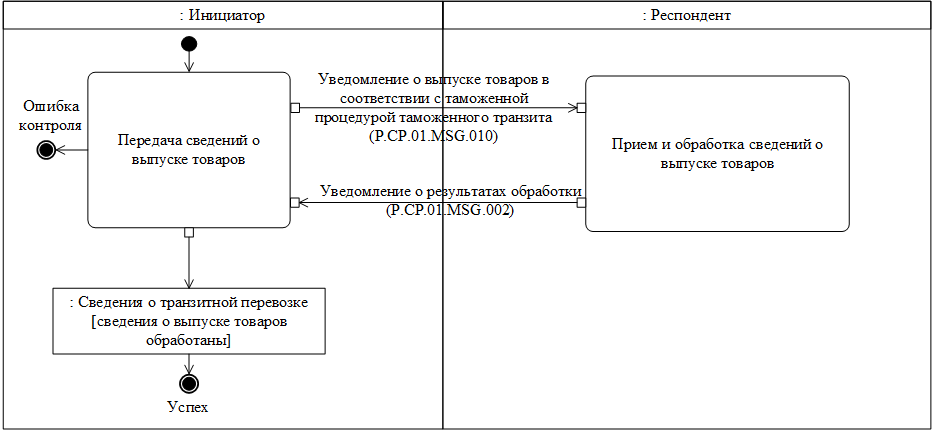 : Инициатор
: Респондент
Ошибка
контроля
Передача сведений о
выпуске товаров
Уведомление о выпуске товаров в
соответствии с таможенной
процедурой таможенного транзита
(P.CP.01.MSG.010)
Прием и обработка сведений о
выпуске товаров
Уведомление о результатах обработки
(P.CP.01.MSG.002)
: Сведения о транзитной перевозке
[сведения о выпуске товаров
обработаны]
Успех